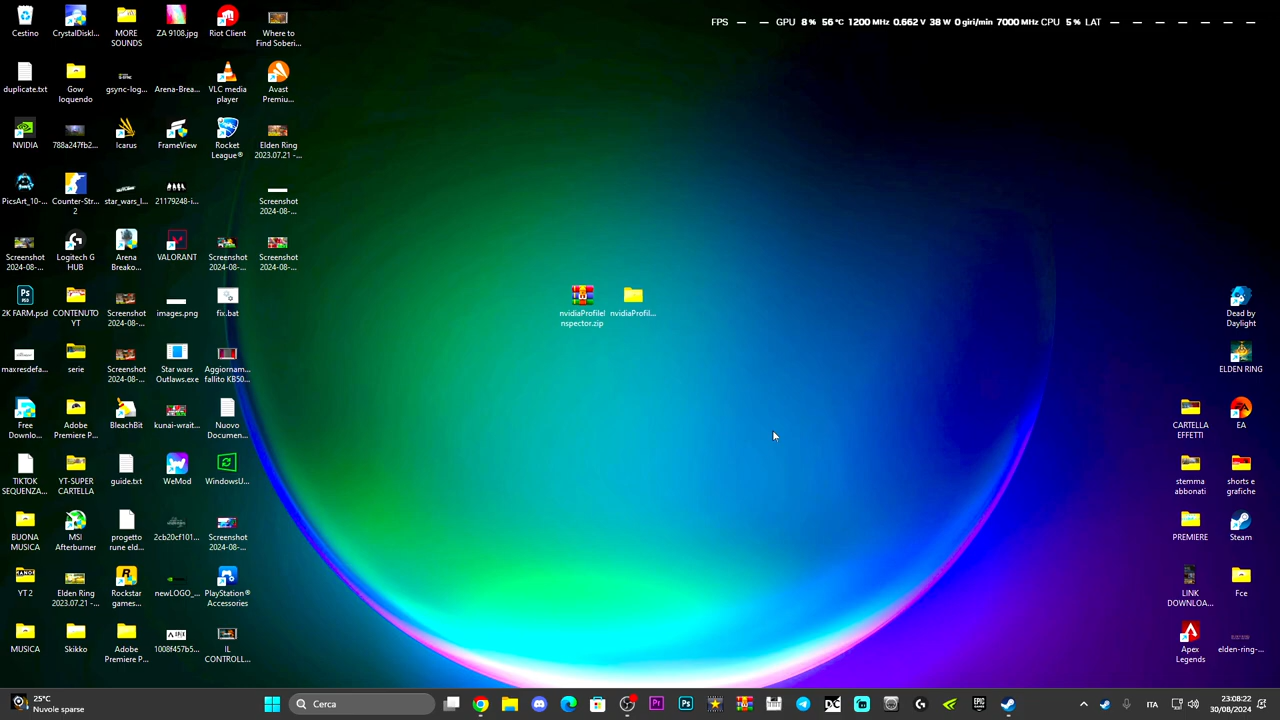 FPS — — GPU 8 % 56 °C 1200 MHz 0.662 V 38 W 0 giri/min 7000 MHz CPU 5 % LAT — — — — — — —
Cestino
CrystalDiskI...
MORE SOUNDS
ZA 9108.jpg
Riot Client
Where to Find Soberi...
duplicate.txt
Gow loquendo
gsync-log...
Arena-Brea...
VLC media player
Avast Premiu...
NVIDIA
788a247fb2...
Icarus
FrameView
Rocket League®
Elden Ring 2023.07.21 -...
PicsArt_10-...
Counter-Str... 2
star_wars_l...
21179248-i...
Screenshot 2024-08-...
Screenshot 2024-08-...
Logitech G HUB
Arena Breako...
VALORANT
Screenshot 2024-08-...
Screenshot 2024-08-...
2K FARM.psd
CONTENUTO YT
Screenshot 2024-08-...
images.png
fix.bat
nvidiaProfileI nspector.zip
nvidiaProfil...
Dead by Daylight
maxresdefa...
serie
Screenshot 2024-08-...
Star wars Outlaws.exe
Aggiornam... fallito KB50...
ELDEN RING
Free Downlo...
Adobe Premiere P...
BleachBit
kunai-wrait...
Nuovo Documen...
CARTELLA EFFETTI
EA
TIKTOK SEQUENZA...
YT-SUPER CARTELLA
guide.txt
WeMod
WindowsU...
stemma abbonati
shorts e grafiche
BUONA MUSICA
MSI Afterburner
progetto rune eld...
2cb20cf101...
Screenshot 2024-08-...
PREMIERE
Steam
YT 2
Elden Ring 2023.07.21 -...
Rockstar games...
newLOGO_...
PlayStation® Accessories
LINK DOWNLOA...
Fce
MUSICA
Skikko
Adobe Premiere P...
1008f457b5...
IL CONTROLL...
Apex Legends
elden-ring-...
25°C
Nuvole sparse
Cerca
ITA
23:08:22
30/08/2024